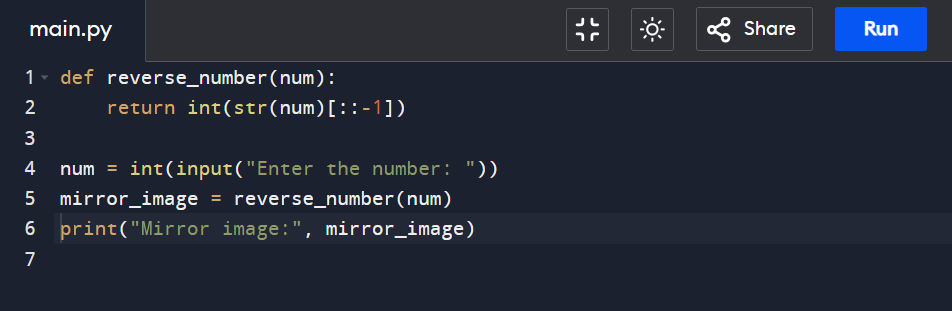 main.py Share Run
1 def reverse_number(num):
2     return int(str(num)[::-1])
3
4 num = int(input("Enter the number: "))
5 mirror_image = reverse_number(num)
6 print("Mirror image:", mirror_image)
7